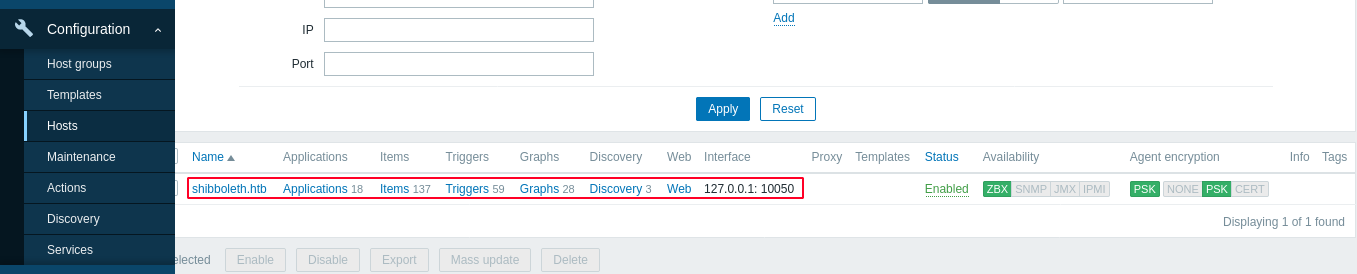 Configuration
Host groups
Templates
Hosts
Maintenance
Actions
Discovery
Services
Add
IP
Port
Apply Reset
Name Applications Items Triggers Graphs Discovery Web Interface Proxy Templates Status Availability Agent encryption Info Tags
shibboleth.htb Applications 18 Items 137 Triggers 59 Graphs 28 Discovery 3 Web 127.0.0.1: 10050 Enabled ZBX SNMP JMX IPMI PSK NONE PSK CERT
Displaying 1 of 1 found
elected Enable Disable Export Mass update Delete